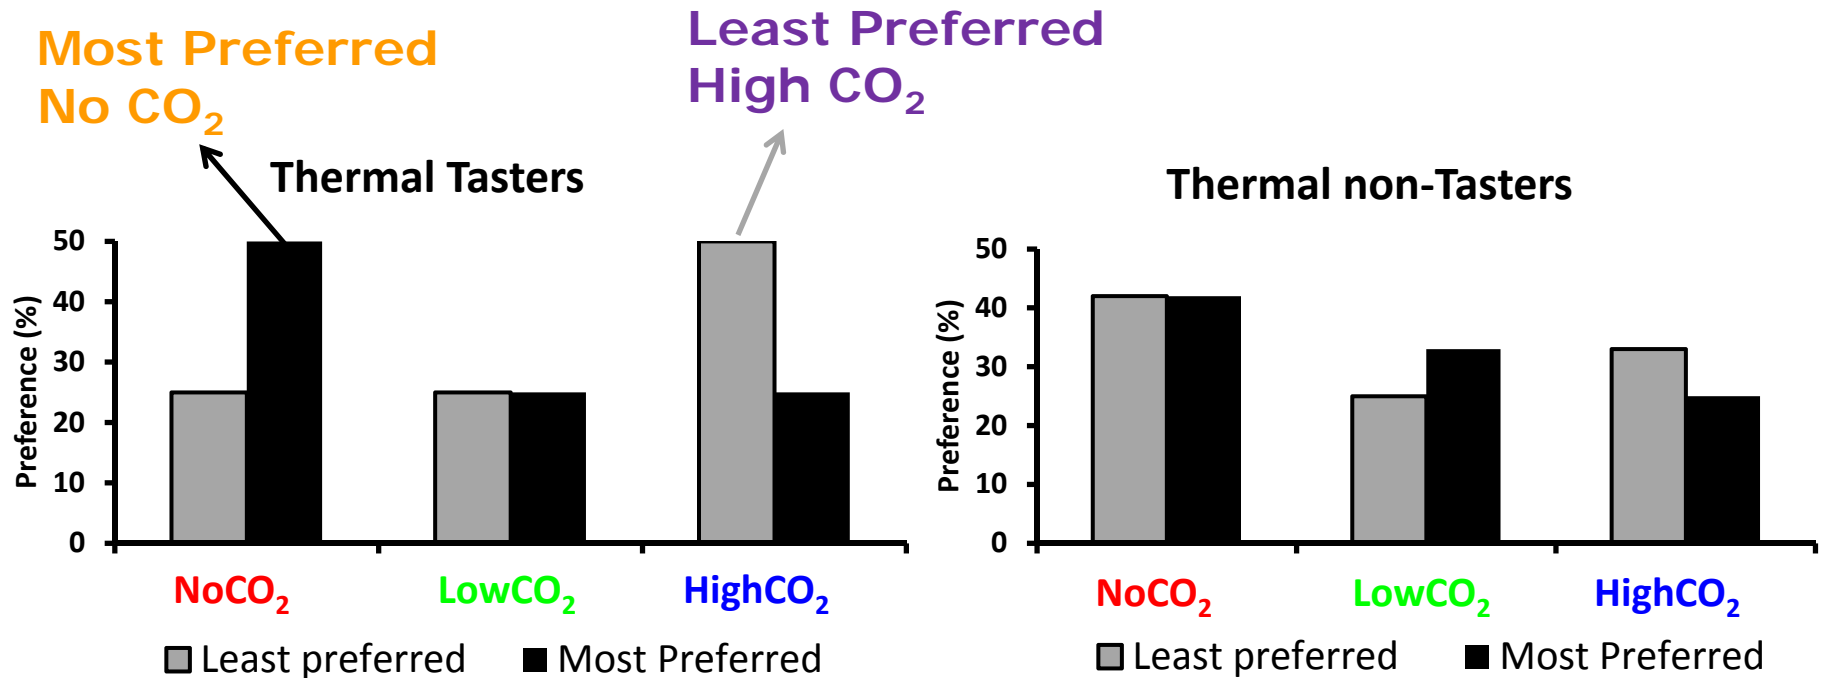 Most Preferred
No CO₂
Least Preferred
High CO₂
Thermal Tasters
Preference (%)
50
40
30
20
10
0
NoCO₂
LowCO₂
HighCO₂
Least preferred
Most Preferred
Thermal non-Tasters
Preference (%)
50
40
30
20
10
0
NoCO₂
LowCO₂
HighCO₂
Least preferred
Most Preferred